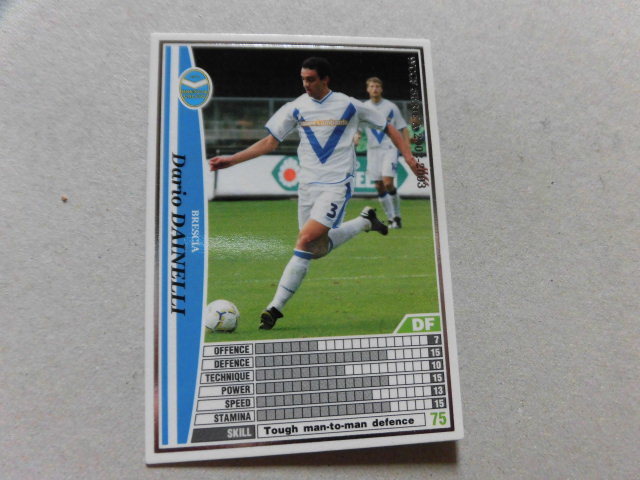 Dario DAINELLI
BRESCIA
3
DF
OFFENCE 7
DEFENCE 15
TECHNIQUE 10
POWER 15
SPEED 13
STAMINA 15
SKILL Tough man-to-man defence 75